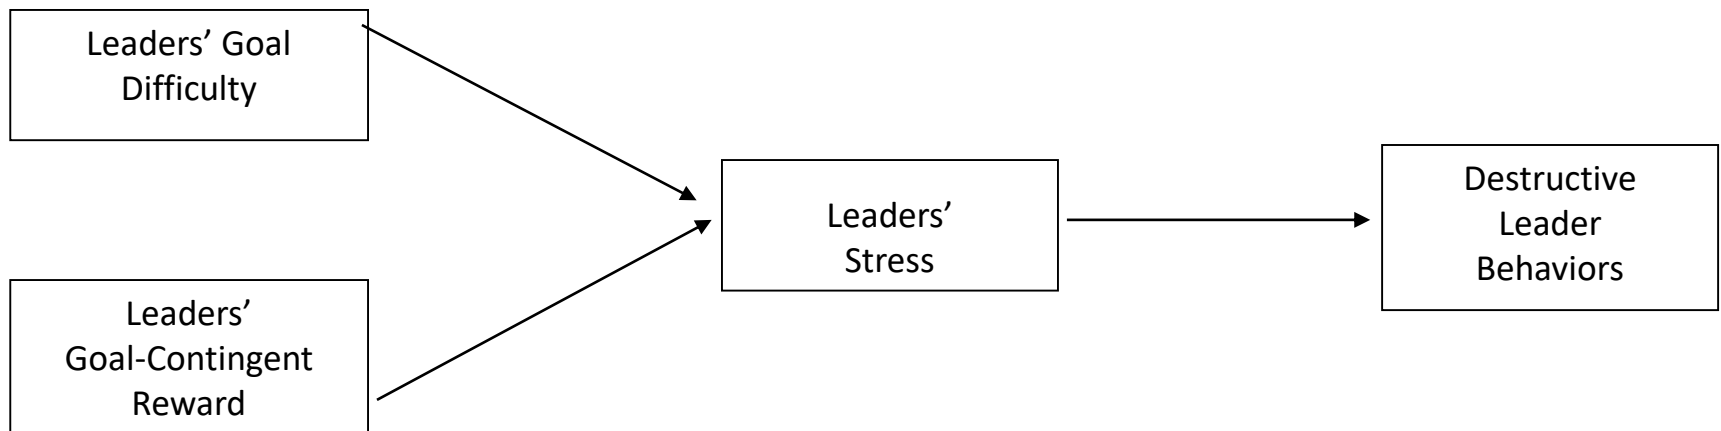 Leaders’ Goal
Difficulty
Leaders’
Goal-Contingent
Reward
Leaders’
Stress
Destructive
Leader
Behaviors